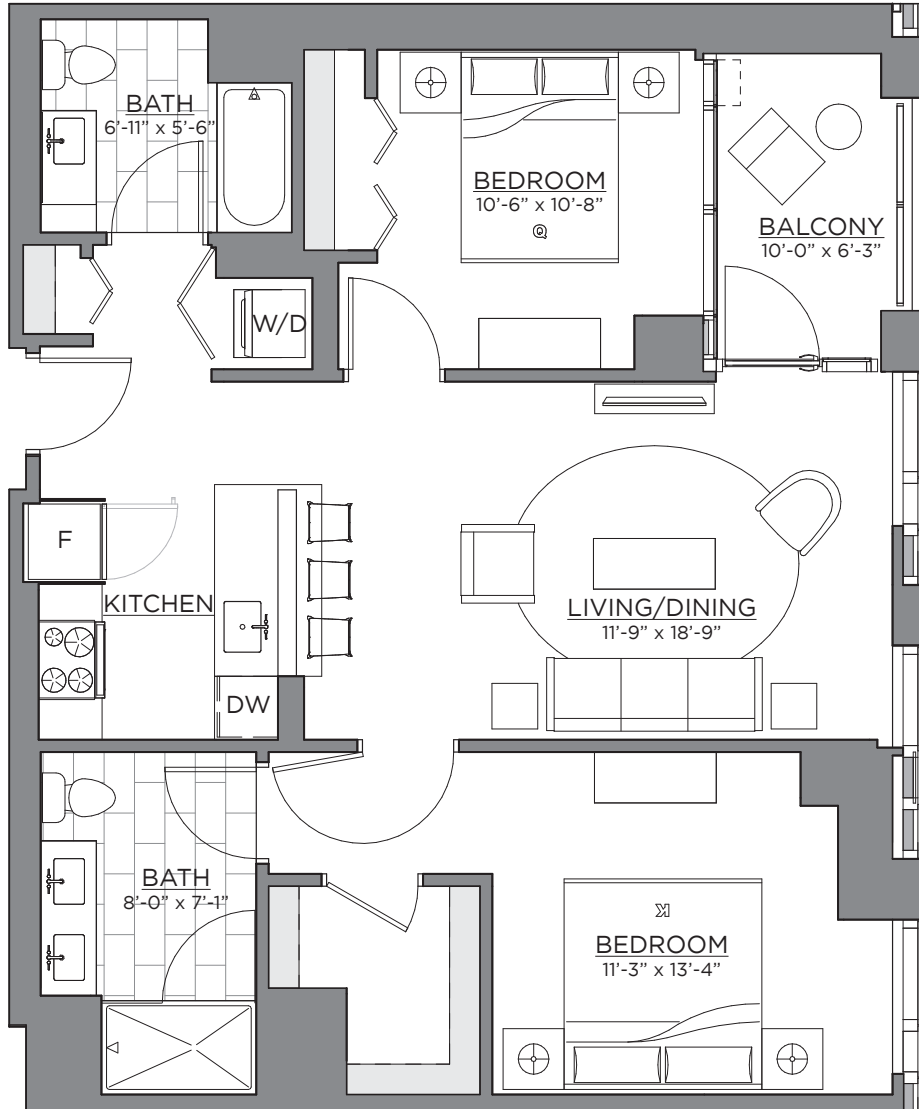 BATH
6'-11” x 5'-6”
BEDROOM
10'-6” x 10'-8”
Q
BALCONY
10'-0” x 6'-3”
W/D
F
KITCHEN
LIVING/DINING
11'-9” x 18'-9”
DW
BATH
8'-0” x 7'-1”
K
BEDROOM
11'-3” x 13'-4”